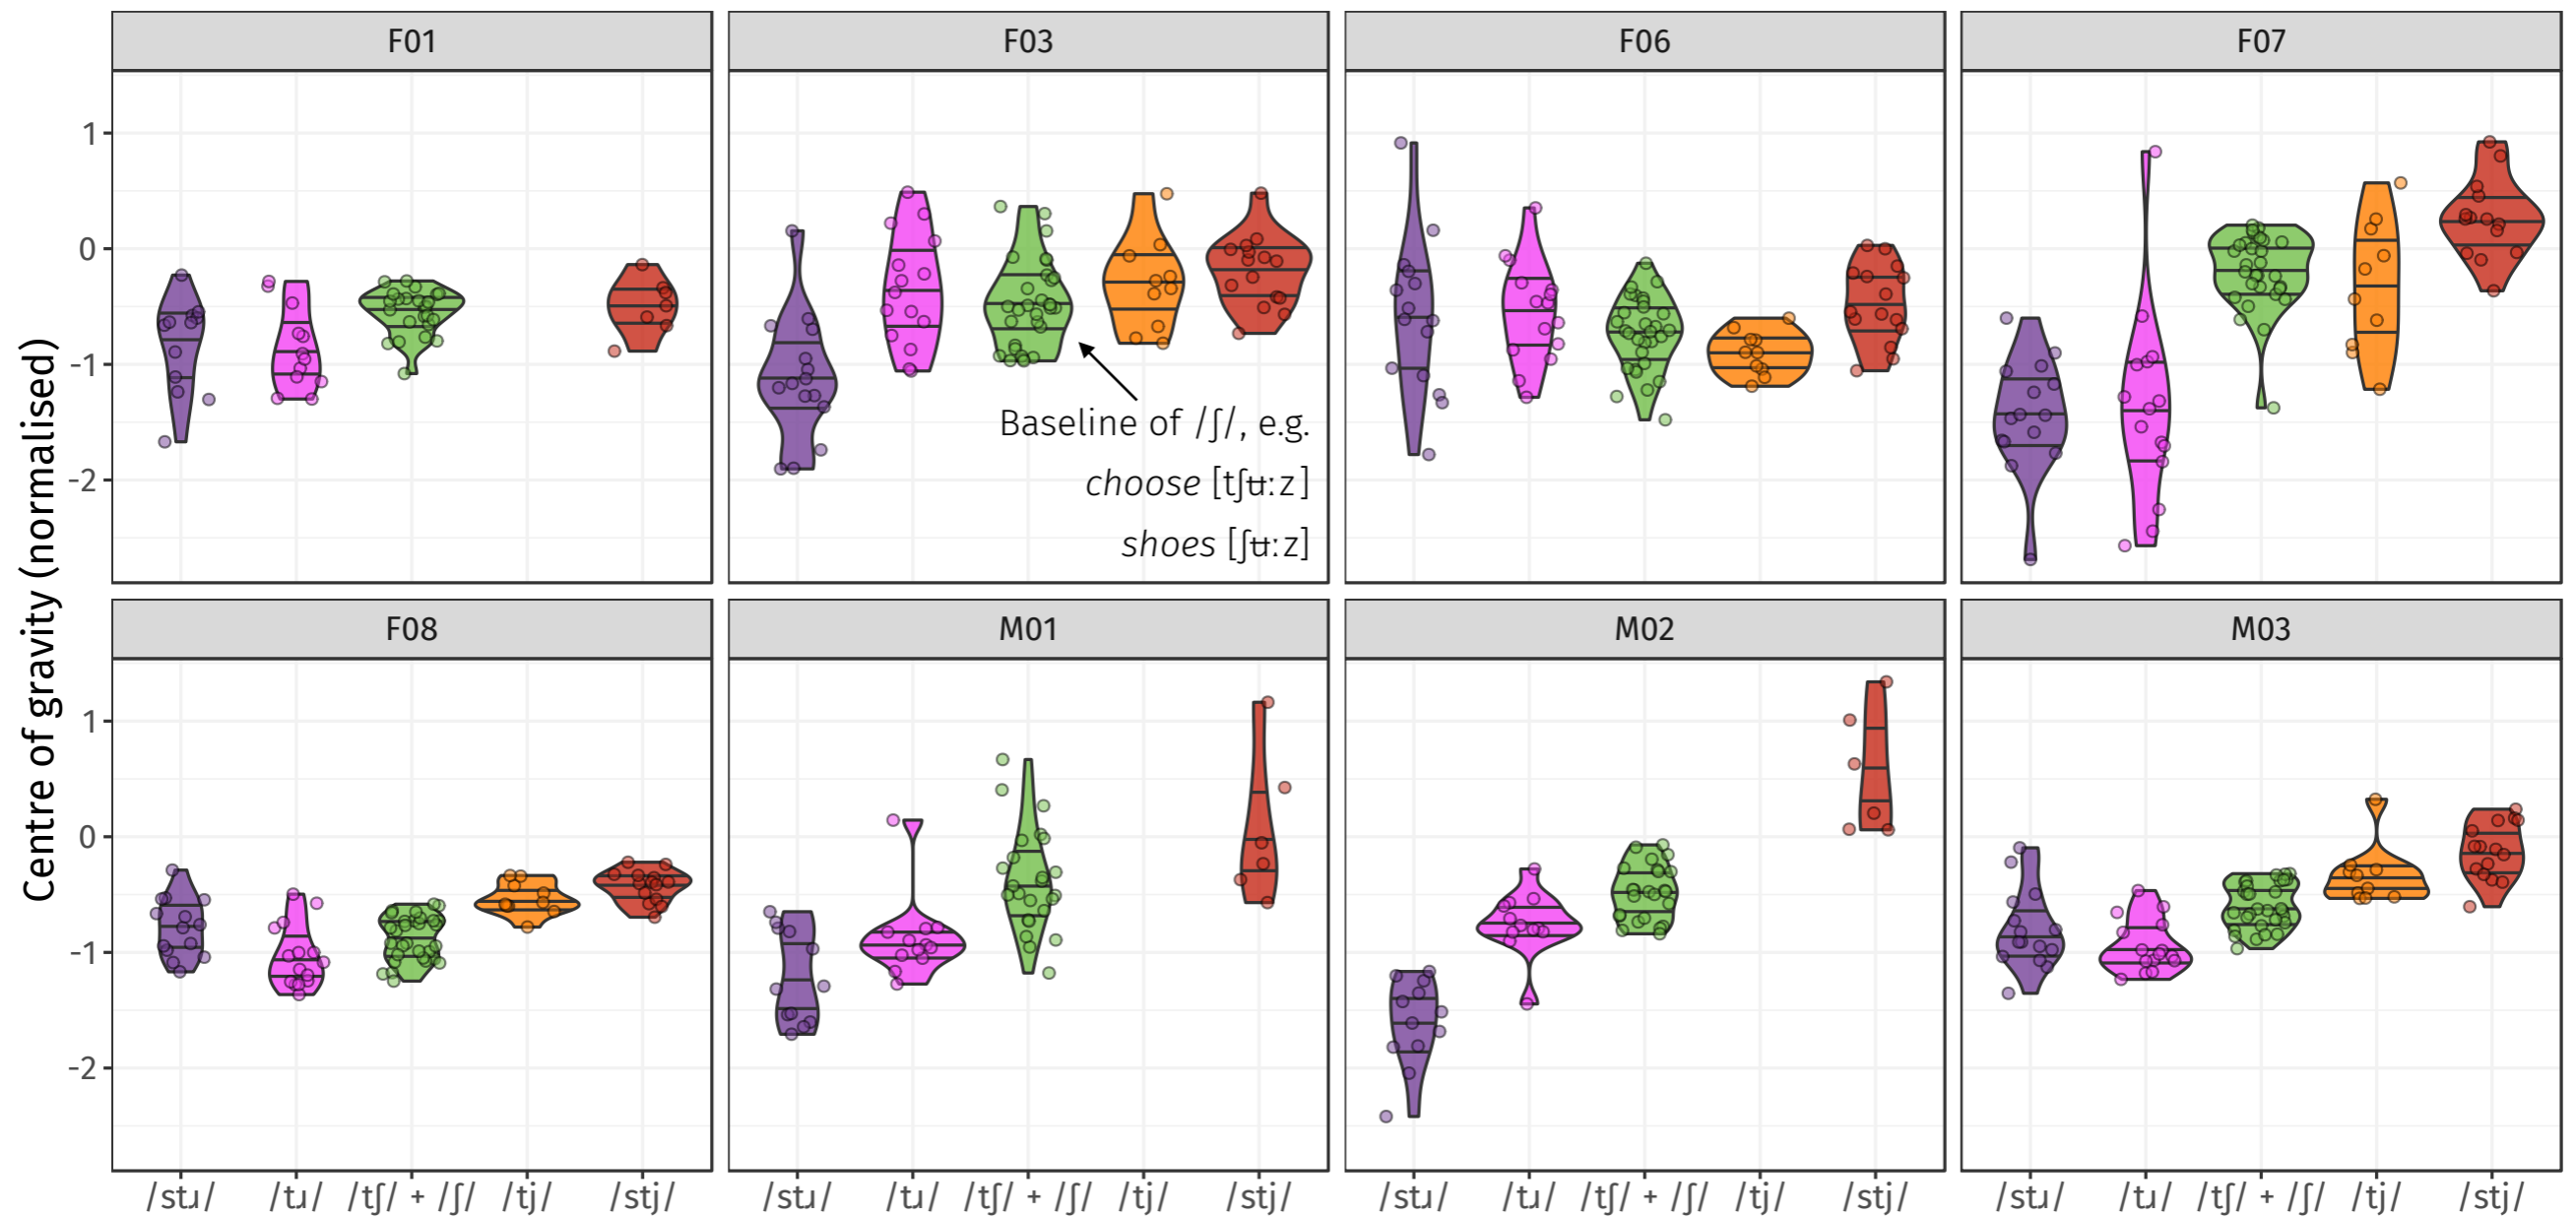 F01 F03 F06 F07
1
0
-1
-2
Baseline of /ʃ/, e.g.
choose [tʃʉːz]
shoes [ʃʉːz]
Centre of gravity (normalised)
F08 M01 M02 M03
1
0
-1
-2
/stɹ/ /tɹ/ /tʃ/ + /ʃ/ /tj/ /stj/ /stɹ/ /tɹ/ /tʃ/ + /ʃ/ /tj/ /stj/ /stɹ/ /tɹ/ /tʃ/ + /ʃ/ /tj/ /stj/ /stɹ/ /tɹ/ /tʃ/ + /ʃ/ /tj/ /stj/